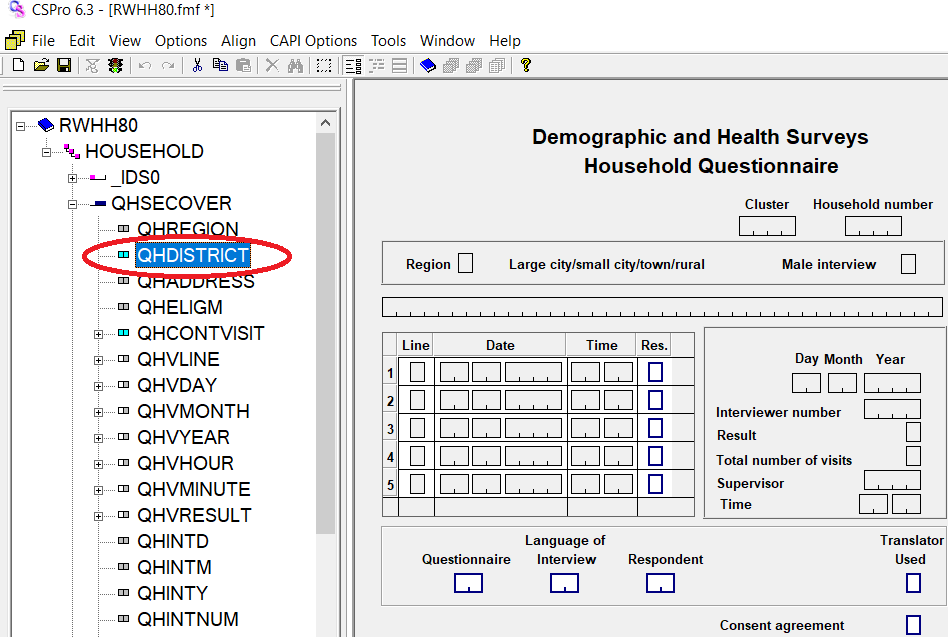 CSPro 6.3 - [RWHH80.fmf *]
File Edit View Options Align CAPI Options Tools Window Help
RWHH80
HOUSEHOLD
_IDS0
QHSECOVER
QHREGION
QHDISTRICT
QHADDRESS
QHELIGM
QHCONTVISIT
QHVLINE
QHVDAY
QHVMONTH
QHVYEAR
QHVHOUR
QHVMINUTE
QHVRESULT
QHINTD
QHINTM
QHINTY
QHINTNUM
Demographic and Health Surveys
Household Questionnaire
Cluster Household number
Region Large city/small city/town/rural Male interview
Line Date Time Res.
1
2
3
4
5
Day Month Year
Interviewer number
Result
Total number of visits
Supervisor
Time
Questionnaire
Language of
Interview
Respondent
Translator
Used
Consent agreement